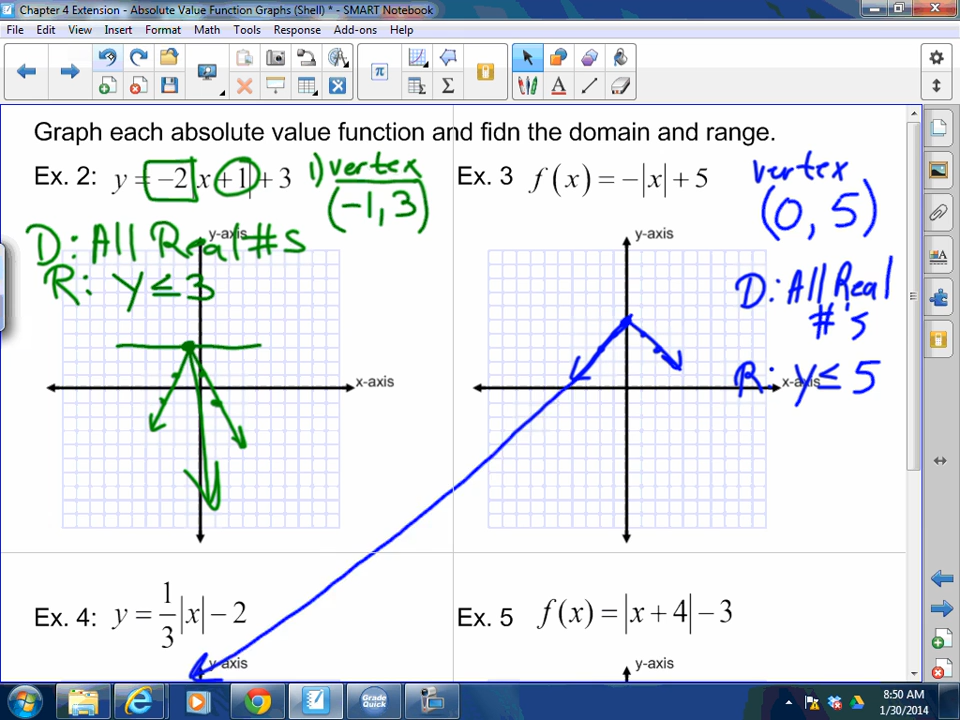 Chapter 4 Extension - Absolute Value Function Graphs (Shell) * - SMART Notebook
File Edit View Insert Format Math Tools Response Add-ons Help
π
Σ
A
Graph each absolute value function and fidn the domain and range.
Ex. 2: y = -2|x + 1| + 3
1) vertex
(-1, 3)
D: All Real #s
R: y ≤ 3
y-axis
x-axis
Ex. 3 f(x) = -|x| + 5
vertex
(0, 5)
y-axis
D: All Real
#'s
R: y ≤ 5
x-axis
Ex. 4: y = 1/3|x| - 2
y-axis
Ex. 5 f(x) = |x + 4| - 3
y-axis
Grade
Quick
8:50 AM
1/30/2014